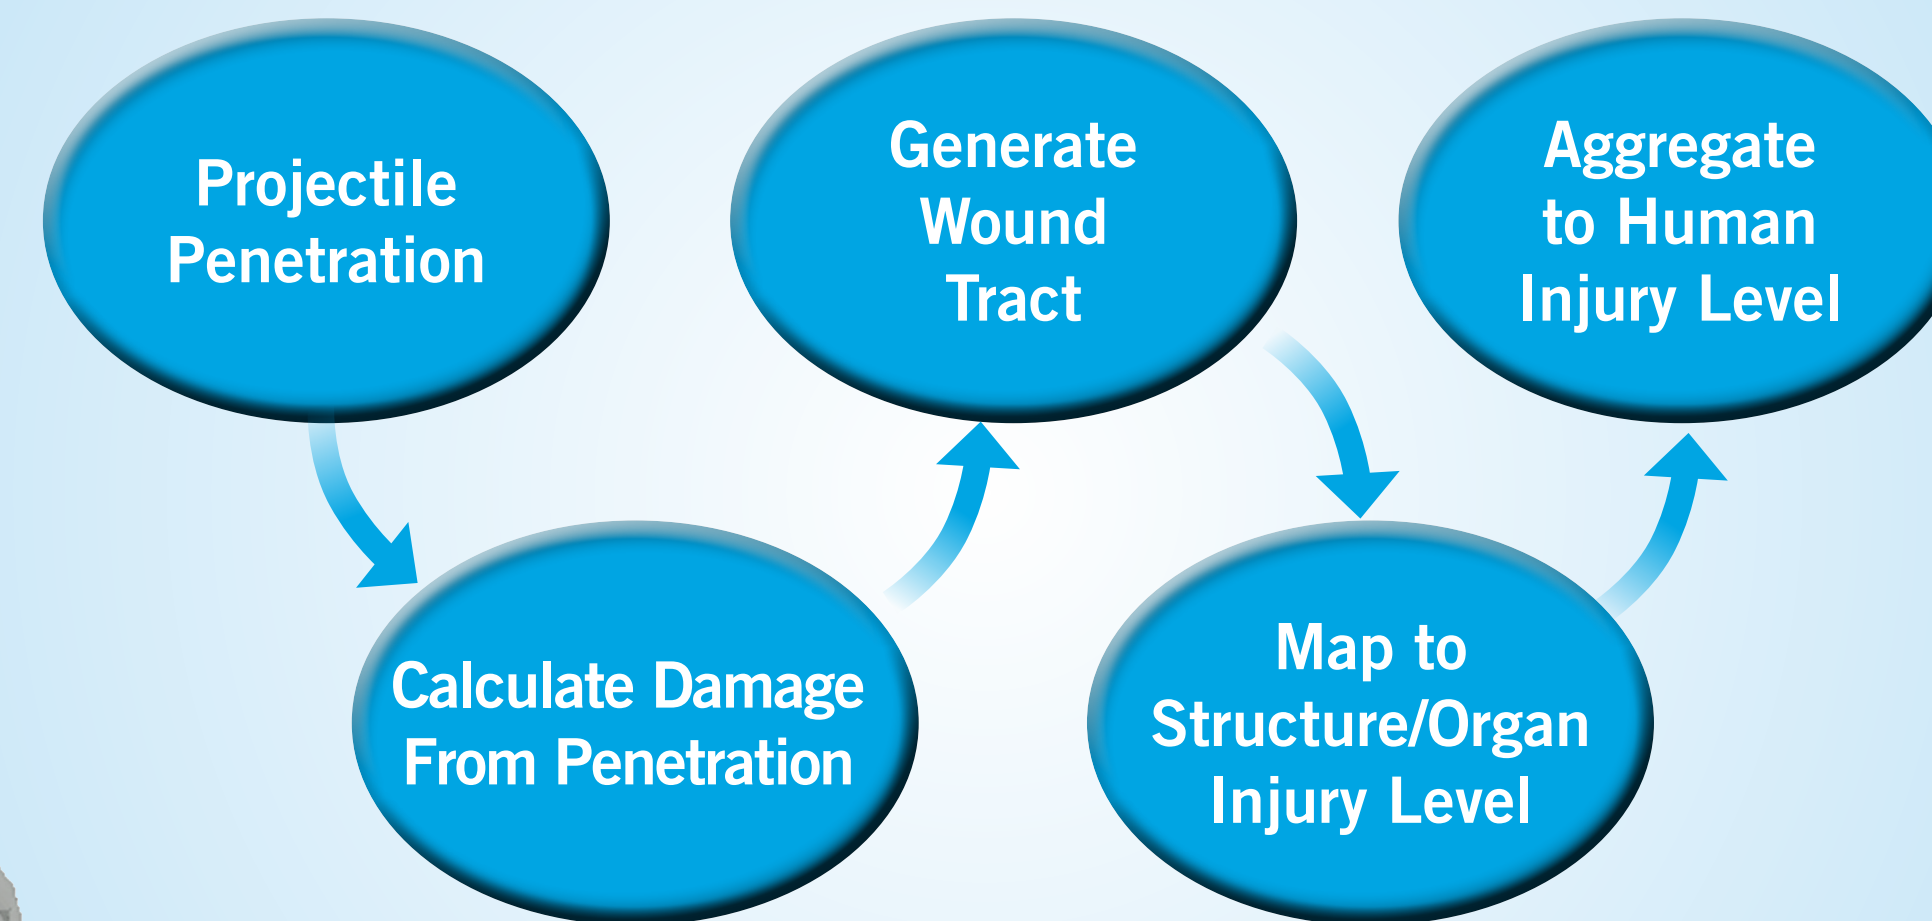 Projectile
Penetration
Calculate Damage
From Penetration
Generate
Wound
Tract
Map to
Structure/Organ
Injury Level
Aggregate
to Human
Injury Level